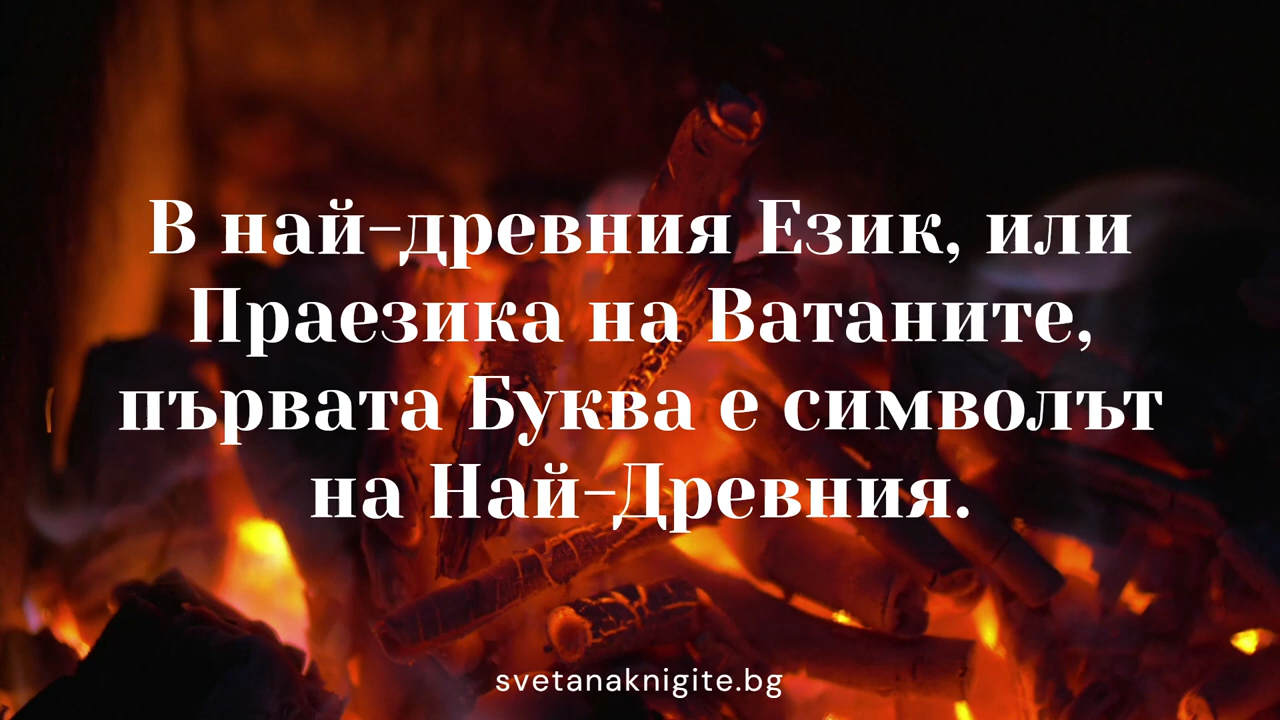 В най-древния Език, или
Праезика на Ватаните,
първата Буква е символът
на Най-Древния.
svetanaknigite.bg